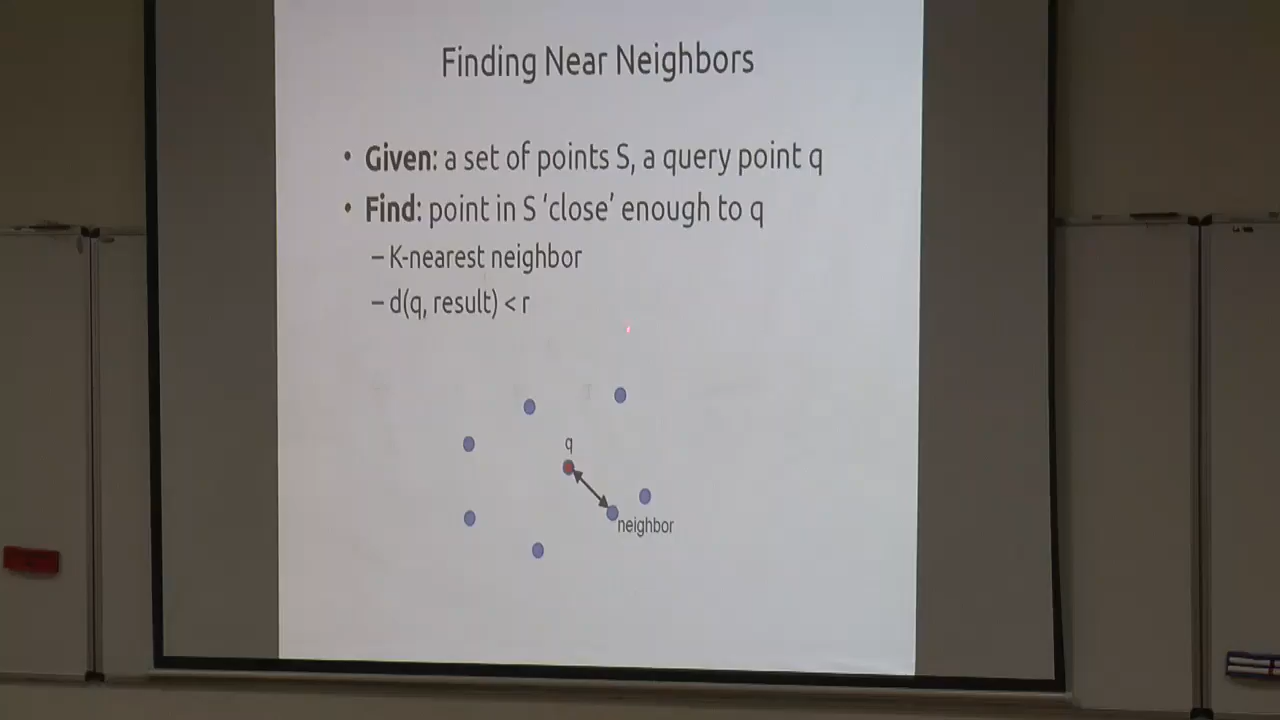 Finding Near Neighbors
• Given: a set of points S, a query point q
• Find: point in S ‘close’ enough to q
– K-nearest neighbor
– d(q, result) < r
q
neighbor